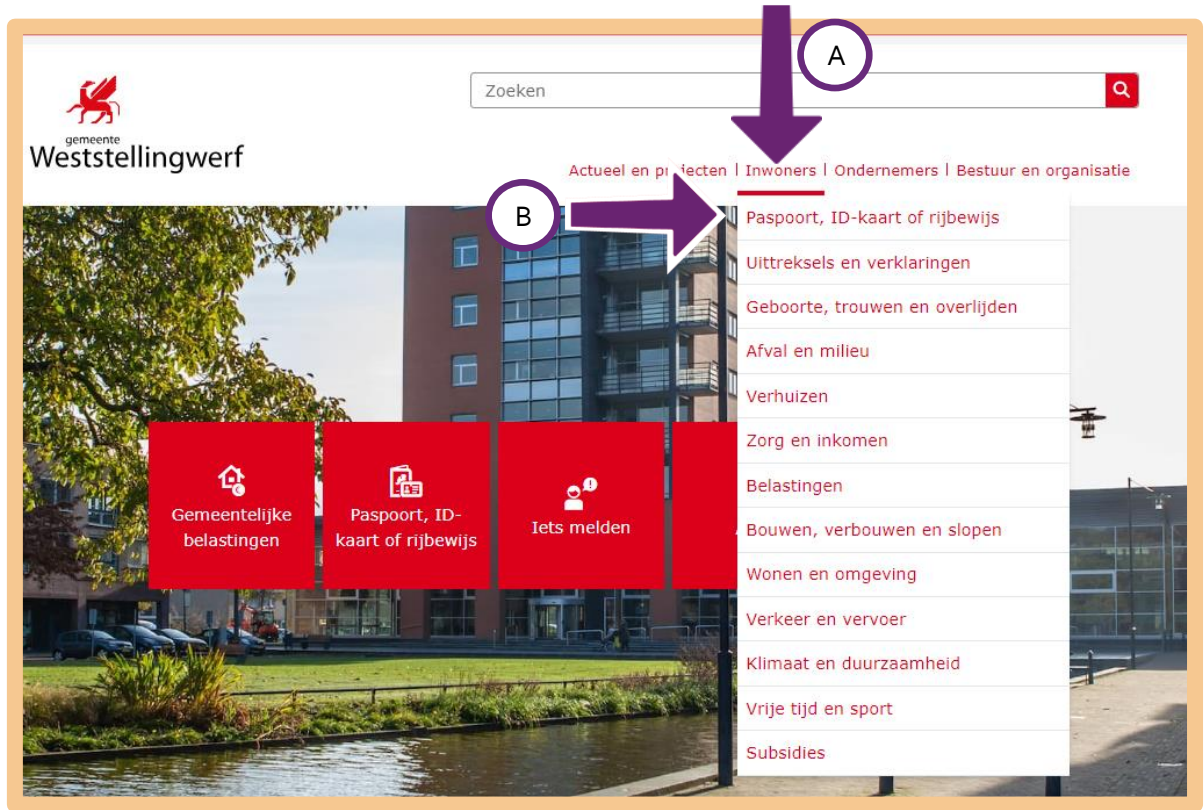 A
Zoeken
gemeente
Weststellingwerf
Actueel en projecten | Inwoners | Ondernemers | Bestuur en organisatie
B
Paspoort, ID-kaart of rijbewijs
Uittreksels en verklaringen
Geboorte, trouwen en overlijden
Afval en milieu
Verhuizen
Zorg en inkomen
Belastingen
Bouwen, verbouwen en slopen
Wonen en omgeving
Verkeer en vervoer
Klimaat en duurzaamheid
Vrije tijd en sport
Subsidies
Gemeentelijke
belastingen
Paspoort, ID-
kaart of rijbewijs
Iets melden